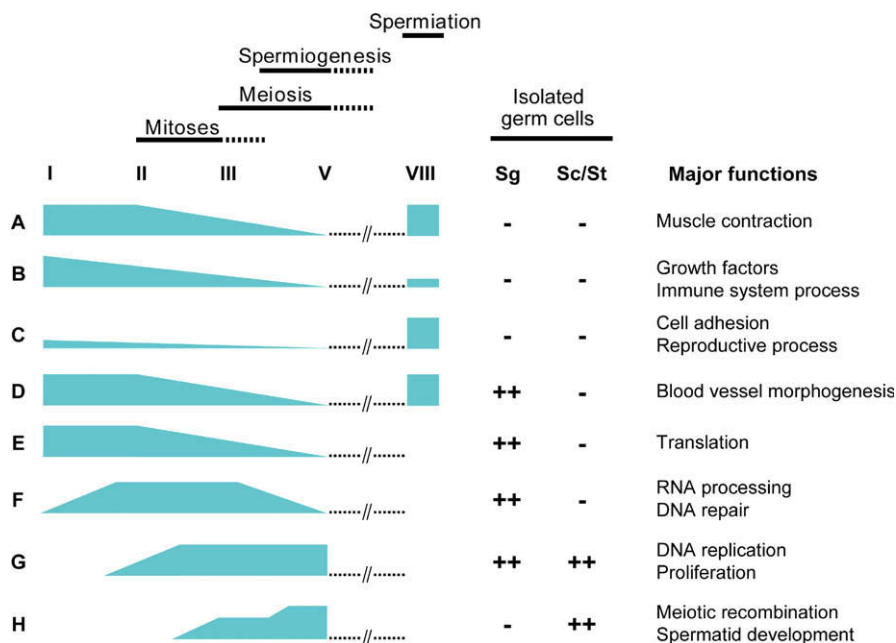 Spermiation
Spermiogenesis
Meiosis
Mitoses
Isolated
germ cells
I II III V VIII Sg Sc/St Major functions
A // - - Muscle contraction
B // - - Growth factors
Immune system process
C // - - Cell adhesion
Reproductive process
D // ++ - Blood vessel morphogenesis
E // ++ - Translation
F // ++ - RNA processing
DNA repair
G // ++ ++ DNA replication
Proliferation
H // - ++ Meiotic recombination
Spermatid development